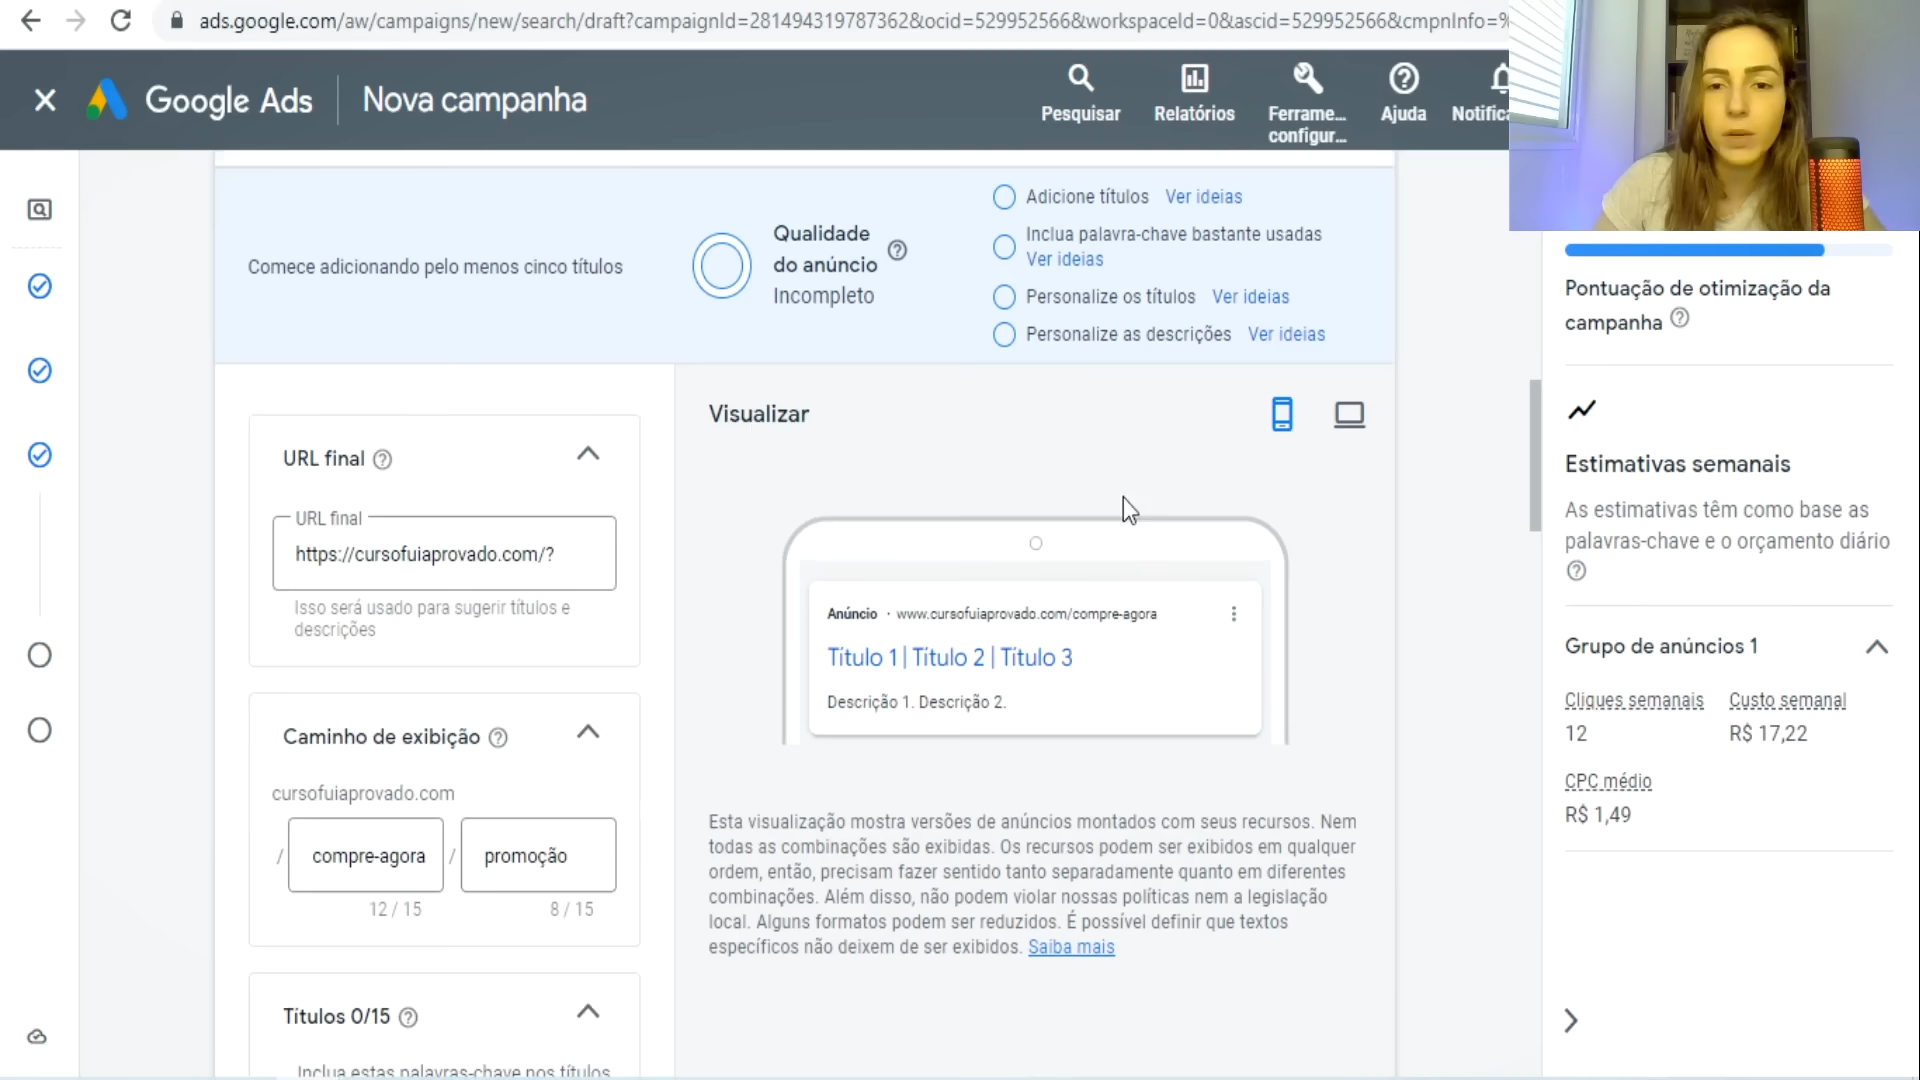 ads.google.com/aw/campaigns/new/search/draft?campaignId=281494319787362&ocid=529952566&workspaceId=0&ascid=529952566&cmpnInfo=%
Google Ads
Nova campanha
Pesquisar
Relatórios
Ferrame...
configur...
Ajuda
Notific
Comece adicionando pelo menos cinco títulos
Qualidade
do anúncio
Incompleto
Adicione títulos Ver ideias
Inclua palavra-chave bastante usadas
Ver ideias
Personalize os títulos Ver ideias
Personalize as descrições Ver ideias
URL final
URL final
https://cursofuiaprovado.com/?
Isso será usado para sugerir títulos e
descrições
Caminho de exibição
cursofuiaprovado.com
/ compre-agora / promoção
12 / 15
8 / 15
Títulos 0/15
Inclua estas palavras-chave nos títulos
Visualizar
Anúncio · www.cursofuiaprovado.com/compre-agora
Título 1 | Título 2 | Título 3
Descrição 1. Descrição 2.
Esta visualização mostra versões de anúncios montados com seus recursos. Nem
todas as combinações são exibidas. Os recursos podem ser exibidos em qualquer
ordem, então, precisam fazer sentido tanto separadamente quanto em diferentes
combinações. Além disso, não podem violar nossas políticas nem a legislação
local. Alguns formatos podem ser reduzidos. É possível definir que textos
específicos não deixem de ser exibidos. Saiba mais
Pontuação de otimização da
campanha
Estimativas semanais
As estimativas têm como base as
palavras-chave e o orçamento diário
Grupo de anúncios 1
Cliques semanais
12
Custo semanal
R$ 17,22
CPC médio
R$ 1,49